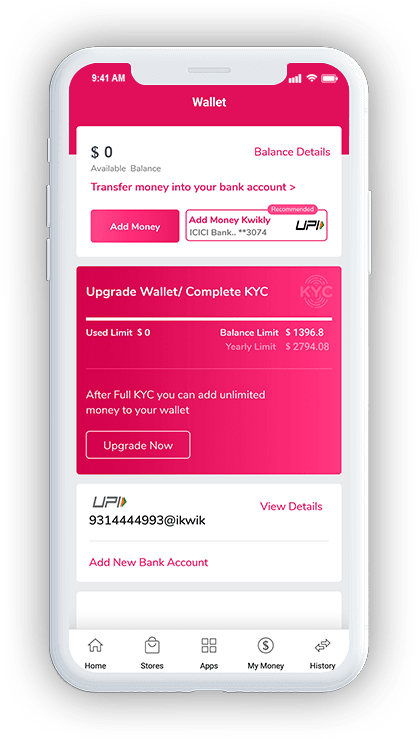 9:41 AM
Wallet
$ 0
Balance Details
Available Balance
Transfer money into your bank account >
Recommended
Add Money
Add Money Kwikly
ICICI Bank.. **3074
UPI
Upgrade Wallet/ Complete KYC
KYC
Used Limit $ 0
Balance Limit $ 1396.8
Yearly Limit $ 2794.08
After Full KYC you can add unlimited
money to your wallet
Upgrade Now
UPI
View Details
9314444993@ikwik
Add New Bank Account
Home Stores Apps My Money History